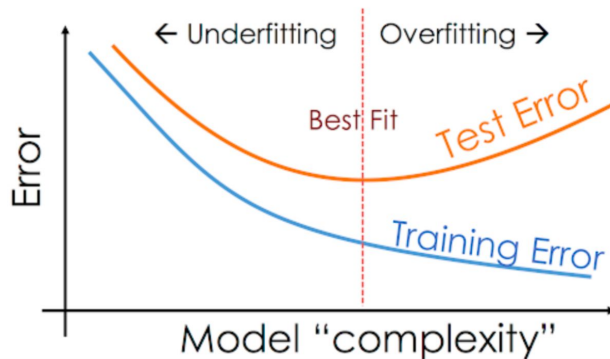 ← Underfitting Overfitting →
Best Fit
Test Error
Training Error
Error
Model “complexity”